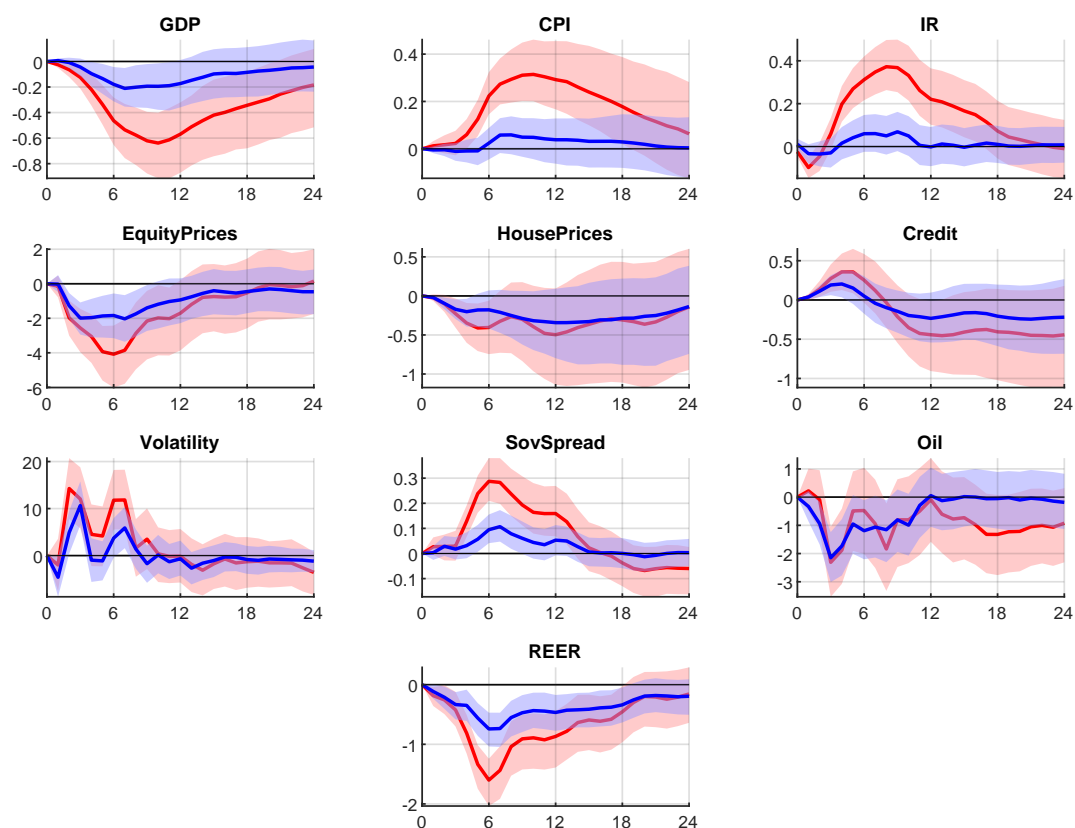 GDP
0
-0.2
-0.4
-0.6
-0.8
0 6 12 18 24
CPI
0.4
0.2
0
0 6 12 18 24
IR
0.4
0.2
0
0 6 12 18 24
EquityPrices
2
0
-2
-4
-6
0 6 12 18 24
HousePrices
0.5
0
-0.5
-1
0 6 12 18 24
Credit
0.5
0
-0.5
-1
0 6 12 18 24
Volatility
20
10
0
0 6 12 18 24
SovSpread
0.3
0.2
0.1
0
-0.1
0 6 12 18 24
Oil
1
0
-1
-2
-3
0 6 12 18 24
REER
0
-1
-2
0 6 12 18 24